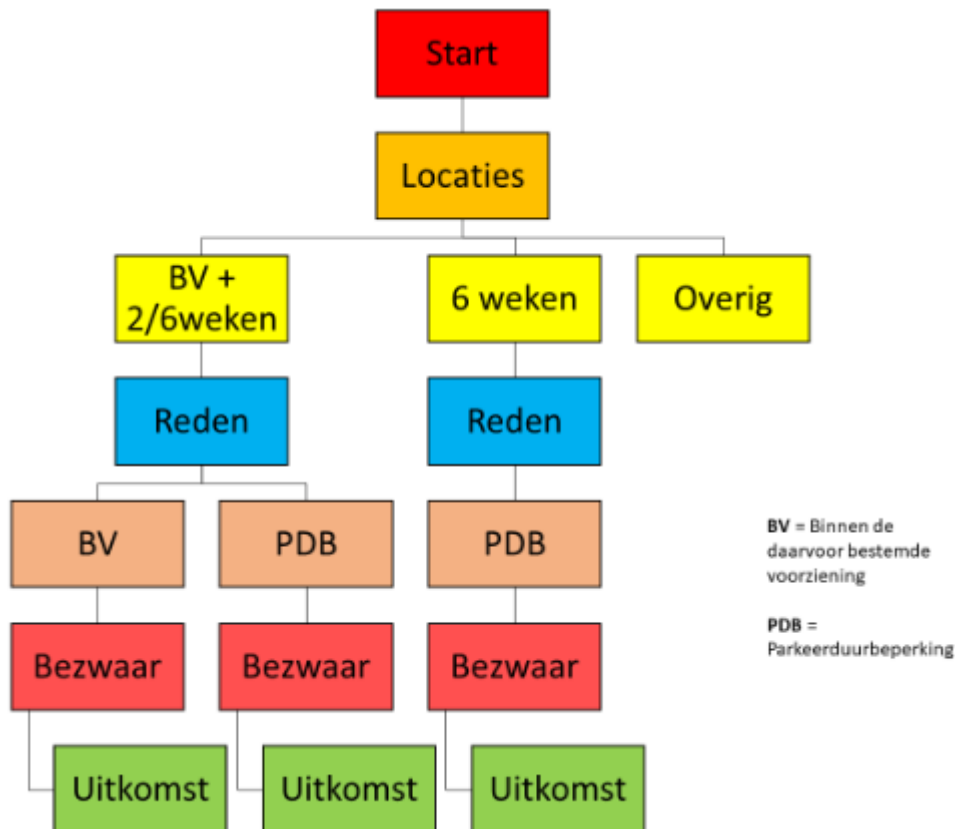 Start
Locaties
BV +
2/6weken
6 weken
Overig
Reden
Reden
BV
PDB
PDB
BV = Binnen de
daarvoor bestemde
voorziening
PDB =
Parkeerduurbeperking
Bezwaar
Bezwaar
Bezwaar
Uitkomst
Uitkomst
Uitkomst